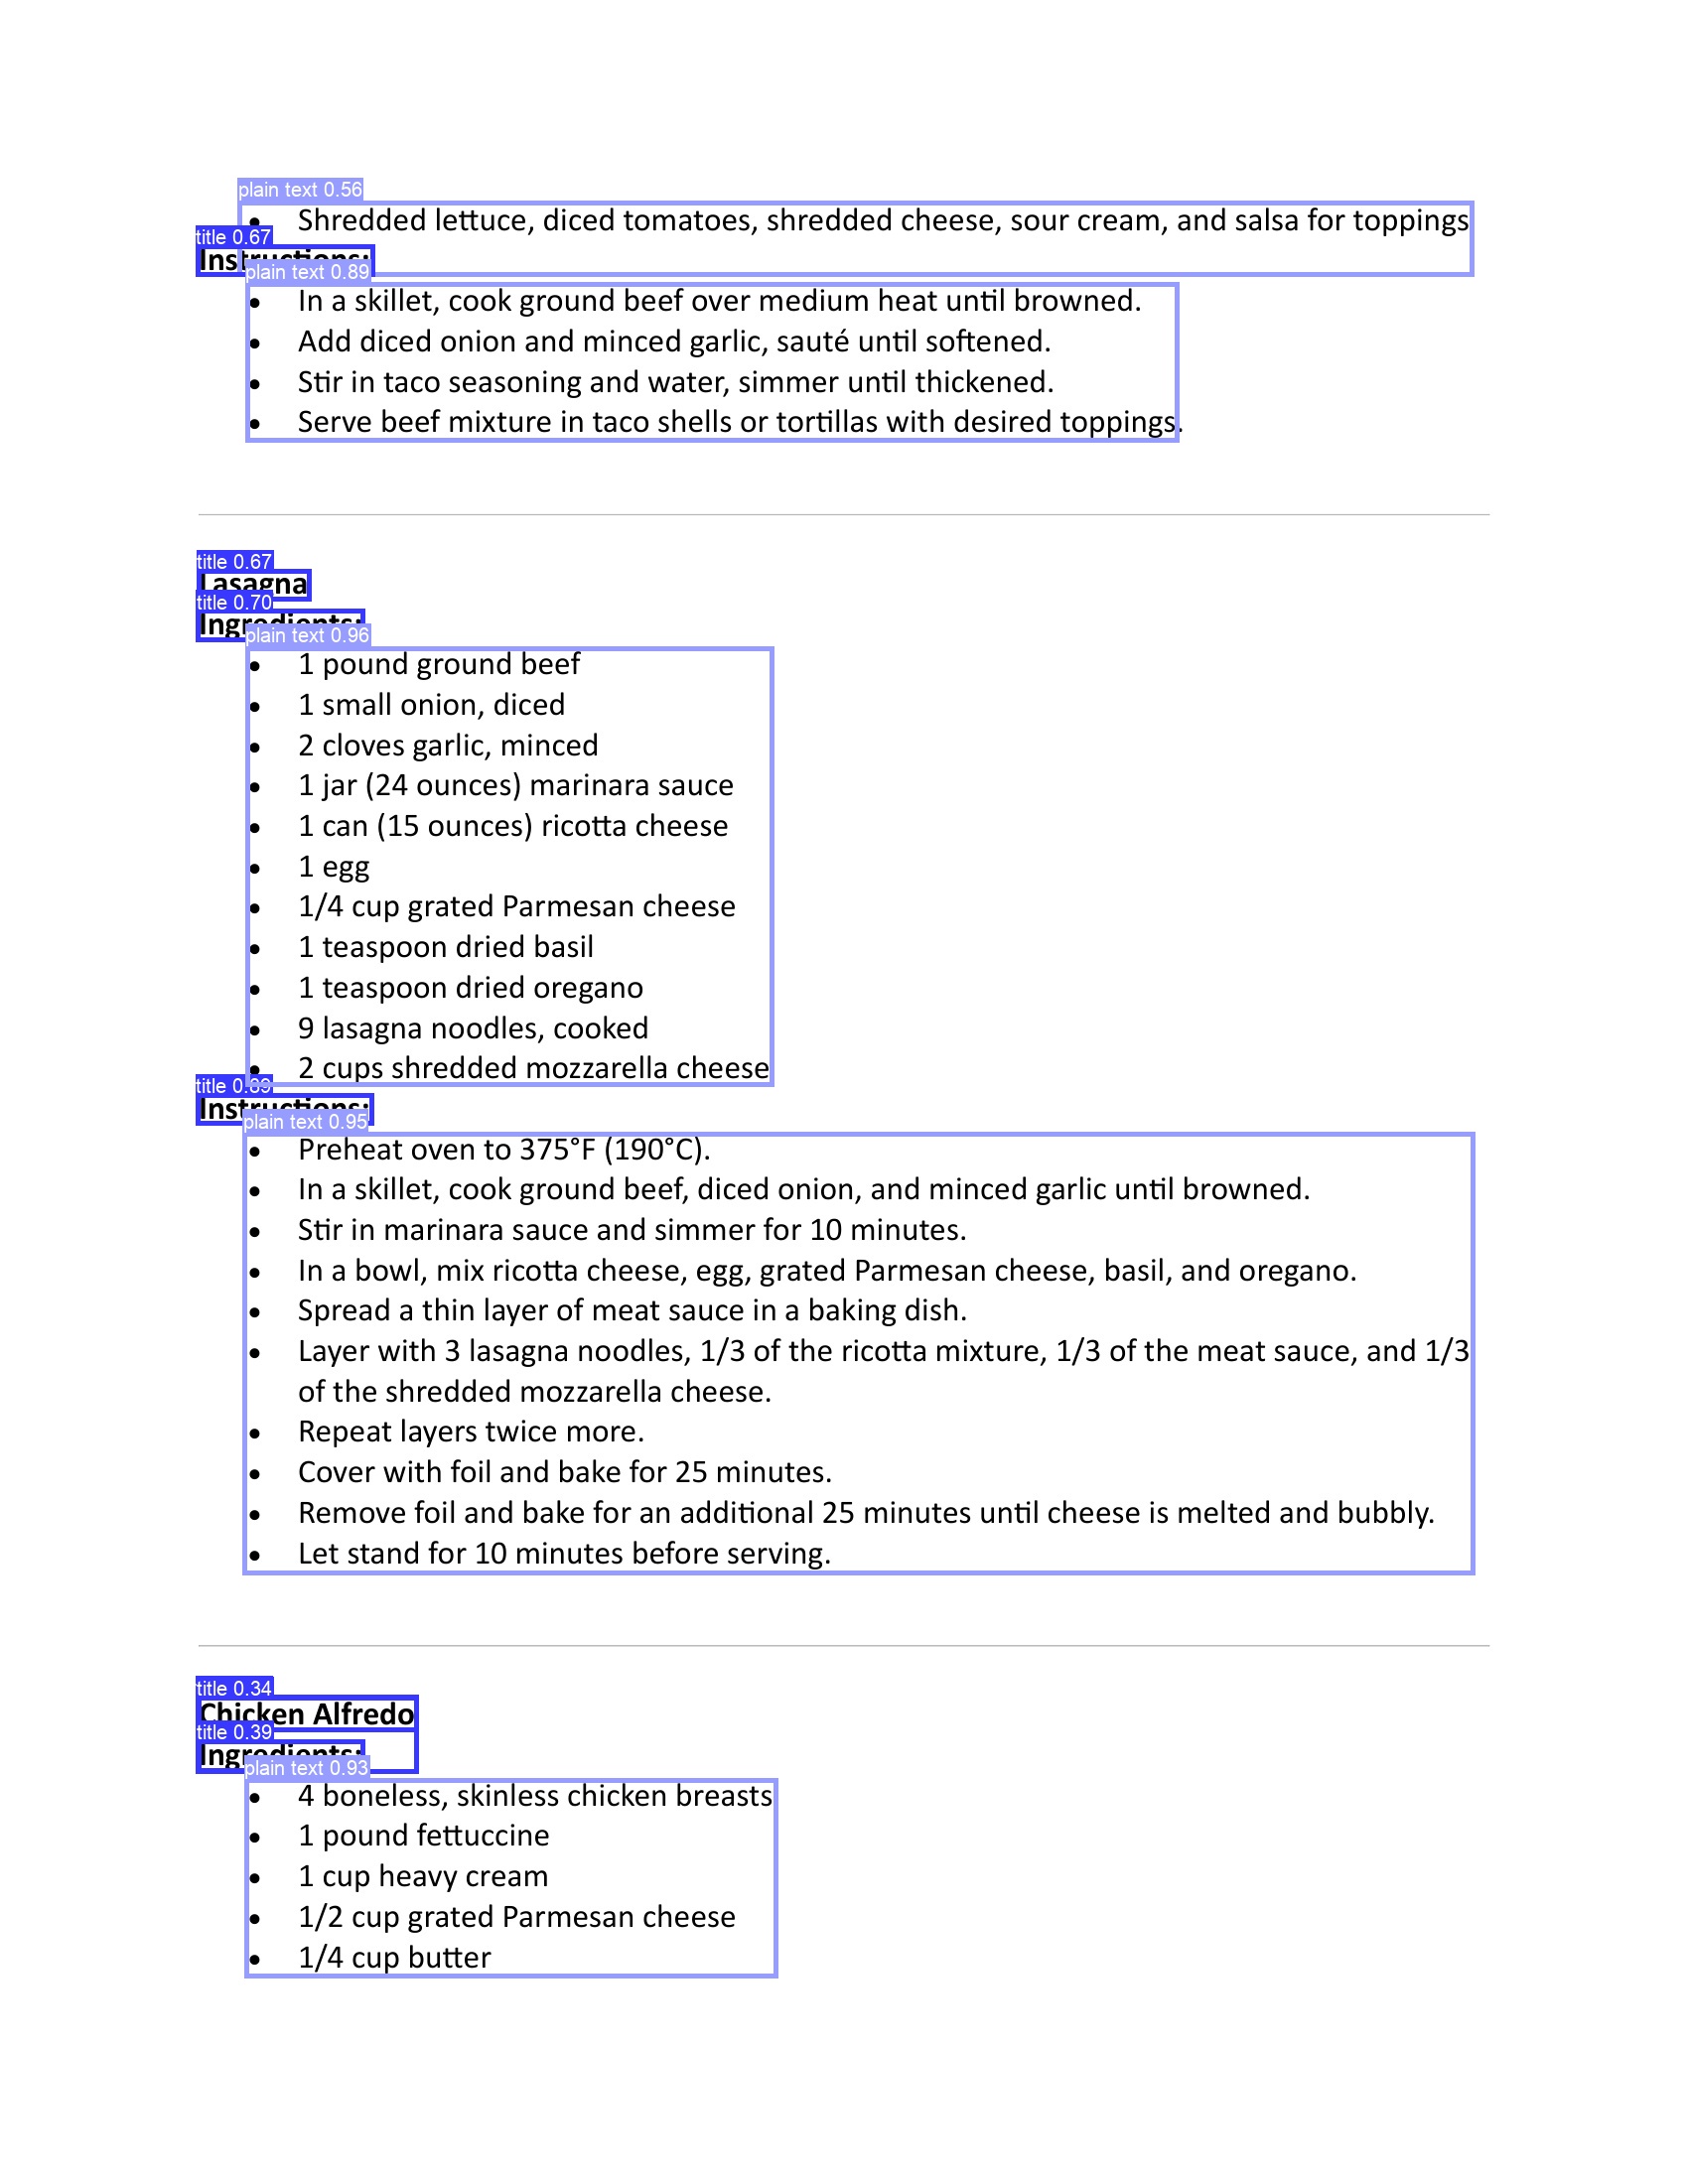 plain text 0.56
• Shredded lettuce, diced tomatoes, shredded cheese, sour cream, and salsa for toppings
title 0.67
Instructions:
plain text 0.89
• In a skillet, cook ground beef over medium heat until browned.
• Add diced onion and minced garlic, sauté until softened.
• Stir in taco seasoning and water, simmer until thickened.
• Serve beef mixture in taco shells or tortillas with desired toppings.
title 0.67
Lasagna
title 0.70
Ingredients:
plain text 0.96
• 1 pound ground beef
• 1 small onion, diced
• 2 cloves garlic, minced
• 1 jar (24 ounces) marinara sauce
• 1 can (15 ounces) ricotta cheese
• 1 egg
• 1/4 cup grated Parmesan cheese
• 1 teaspoon dried basil
• 1 teaspoon dried oregano
• 9 lasagna noodles, cooked
• 2 cups shredded mozzarella cheese
title 0.89
Instructions:
plain text 0.95
• Preheat oven to 375°F (190°C).
• In a skillet, cook ground beef, diced onion, and minced garlic until browned.
• Stir in marinara sauce and simmer for 10 minutes.
• In a bowl, mix ricotta cheese, egg, grated Parmesan cheese, basil, and oregano.
• Spread a thin layer of meat sauce in a baking dish.
• Layer with 3 lasagna noodles, 1/3 of the ricotta mixture, 1/3 of the meat sauce, and 1/3
of the shredded mozzarella cheese.
• Repeat layers twice more.
• Cover with foil and bake for 25 minutes.
• Remove foil and bake for an additional 25 minutes until cheese is melted and bubbly.
• Let stand for 10 minutes before serving.
title 0.34
Chicken Alfredo
title 0.39
Ingredients:
plain text 0.93
• 4 boneless, skinless chicken breasts
• 1 pound fettuccine
• 1 cup heavy cream
• 1/2 cup grated Parmesan cheese
• 1/4 cup butter